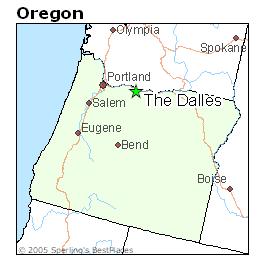 Oregon
Olympia
Spokane
Portland
The Dalles
Salem
Eugene
Bend
Boise
© 2005 Sperling's BestPlaces